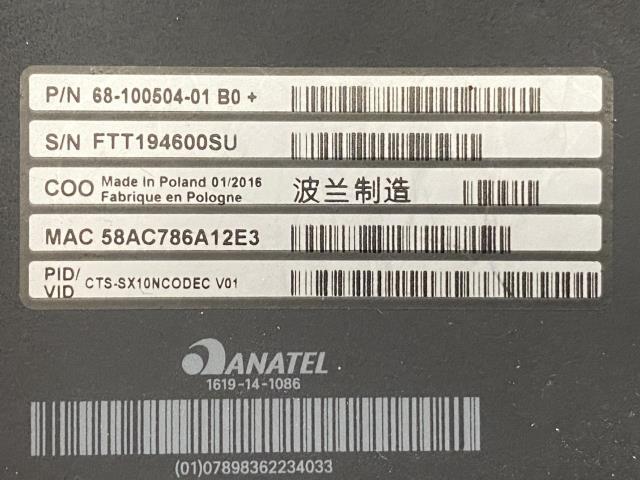 P/N 68-100504-01 B0 +
S/N FTT194600SU
COO Made In Poland 01/2016 波兰制造
Fabrique en Pologne
MAC 58AC786A12E3
PID/ CTS-SX10NCODEC V01
VID
ANATEL
1619-14-1086
(01)07898362234033